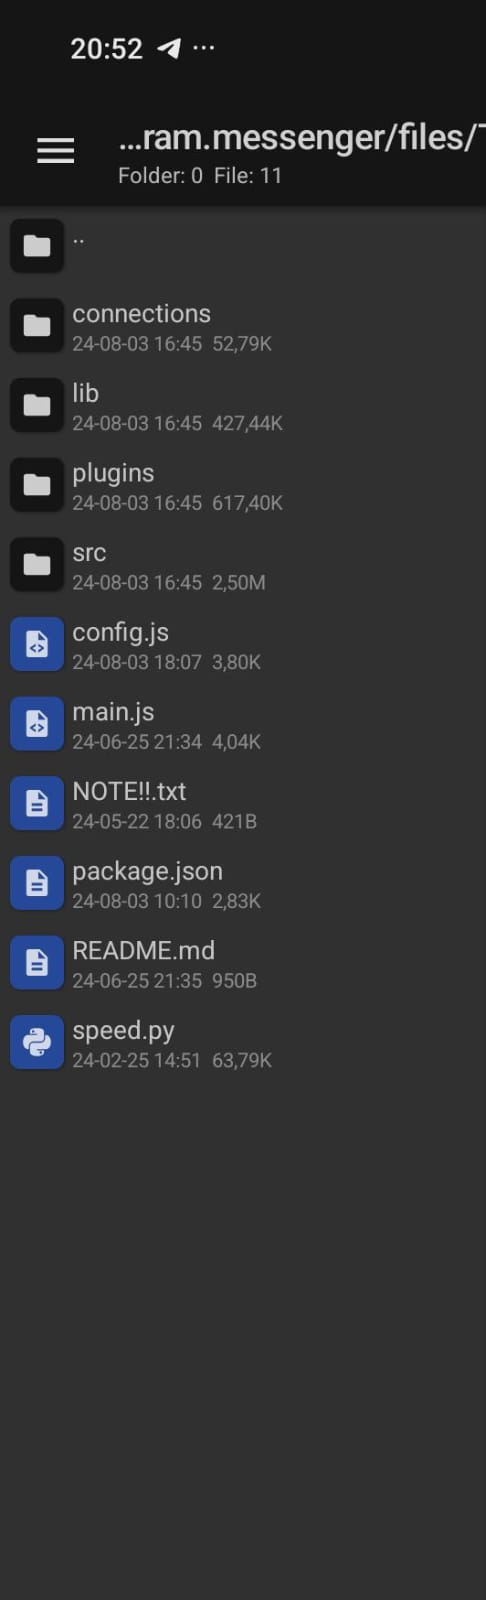 20:52 ...
...ram.messenger/files/T
Folder: 0 File: 11
..
connections
24-08-03 16:45 52,79K
lib
24-08-03 16:45 427,44K
plugins
24-08-03 16:45 617,40K
src
24-08-03 16:45 2,50M
config.js
24-08-03 18:07 3,80K
main.js
24-06-25 21:34 4,04K
NOTE!!.txt
24-05-22 18:06 421B
package.json
24-08-03 10:10 2,83K
README.md
24-06-25 21:35 950B
speed.py
24-02-25 14:51 63,79K